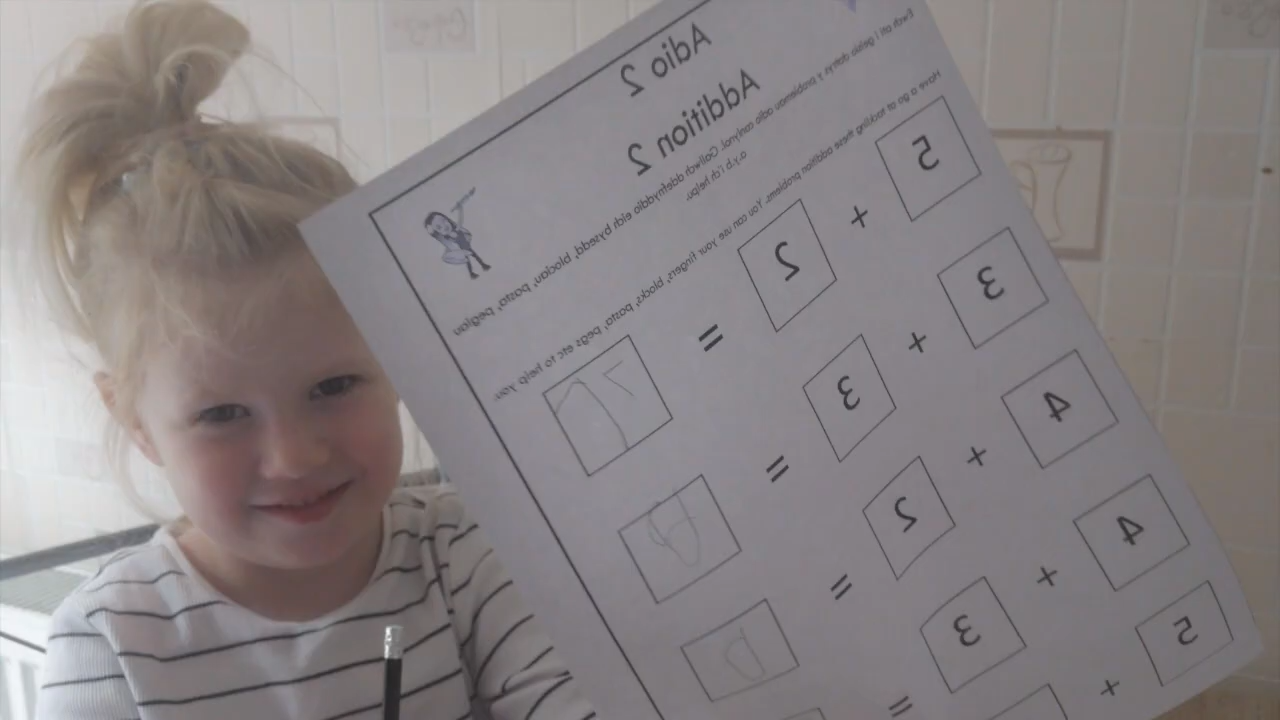 Adio 2
Addition 2
Ewch ati i geisio datrys y problemau adio canlynol. Gallwch ddefnyddio eich bysedd, blociau, pasta, pegiau
o.y.b i'ch helpu.
Have a go at tackling these addition problems. You can use your fingers, blocks, pasta, pegs etc to help you.
5 + 2 = 7
3 + 3 =
4 + 2 =
4 + 3 =
5 +